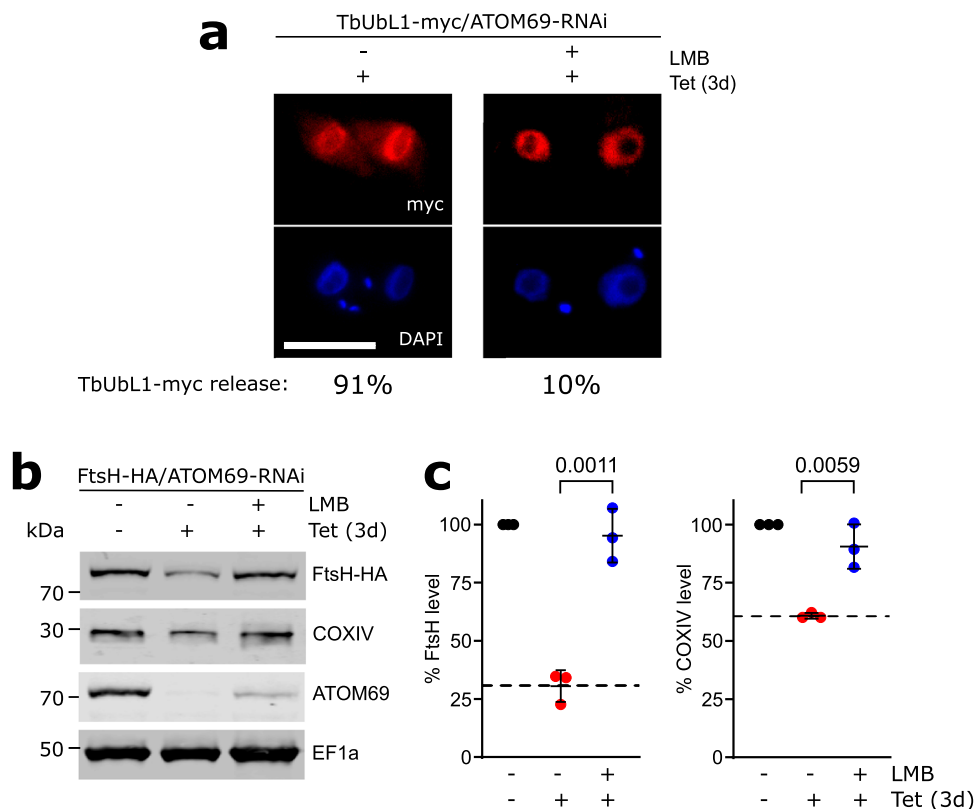 a
TbUbL1-myc/ATOM69-RNAi
- + LMB
+ + Tet (3d)
myc
DAPI
TbUbL1-myc release: 91% 10%
b
FtsH-HA/ATOM69-RNAi
- - + LMB
kDa - + + Tet (3d)
FtsH-HA
70
30 COXIV
70 ATOM69
50 EF1a
c
0.0011
% FtsH level
100
75
50
25
0
- - +
- + +
0.0059
% COXIV level
100
75
50
25
0
- - + LMB
- + + Tet (3d)